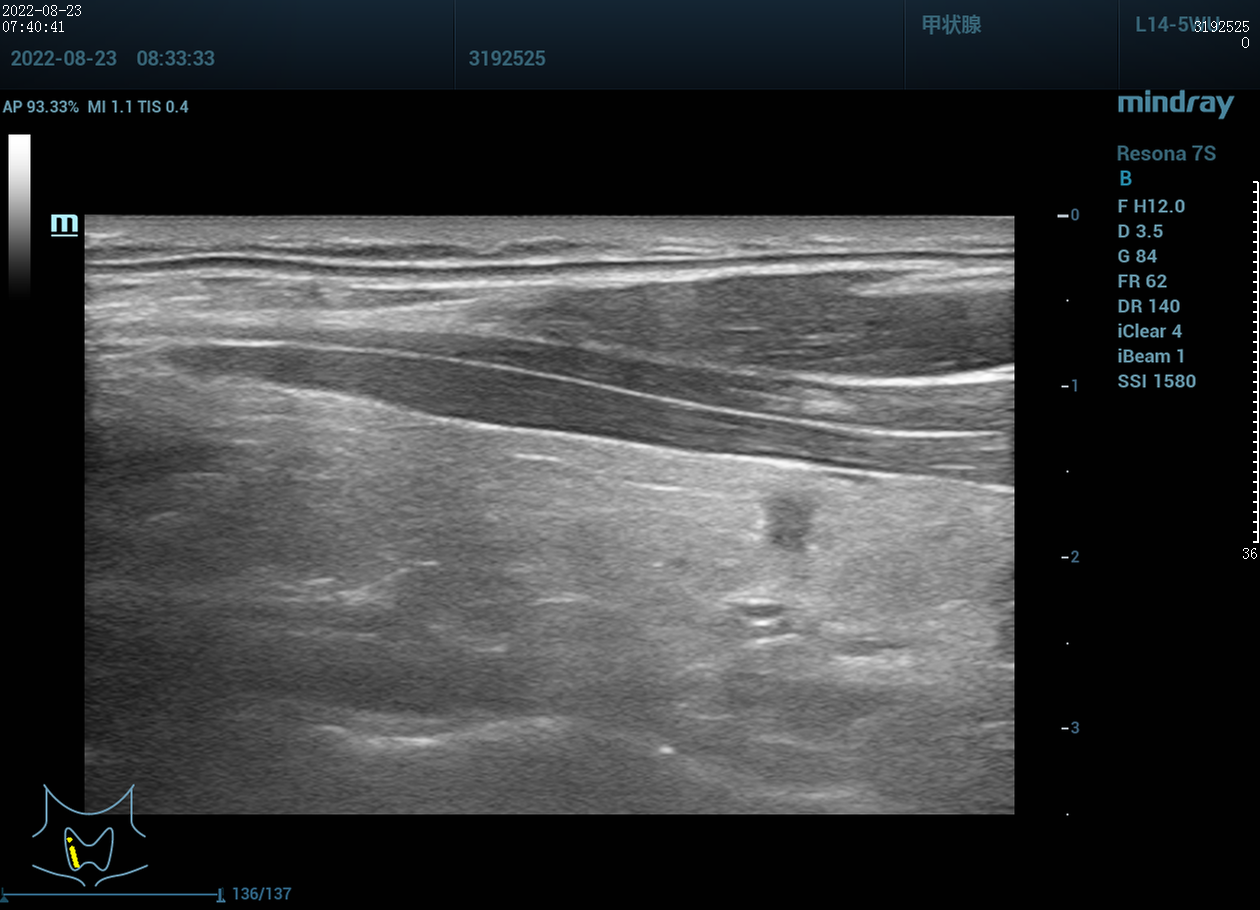 2022-08-23
07:40:41
甲状腺
L14-5WU
3192525
0
2022-08-23 08:33:33
3192525
AP 93.33% MI 1.1 TIS 0.4
mindray
Resona 7S
B
F H12.0
D 3.5
G 84
FR 62
DR 140
iClear 4
iBeam 1
SSI 1580
m
0
1
2
3
36
136/137